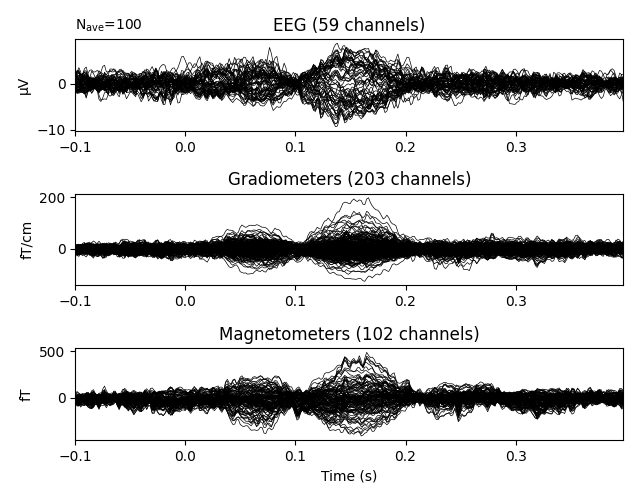 N_ave=100
EEG (59 channels)
µV
0
−10
−0.1 0.0 0.1 0.2 0.3
Gradiometers (203 channels)
fT/cm
200
0
−0.1 0.0 0.1 0.2 0.3
Magnetometers (102 channels)
fT
500
0
−0.1 0.0 0.1 0.2 0.3
Time (s)